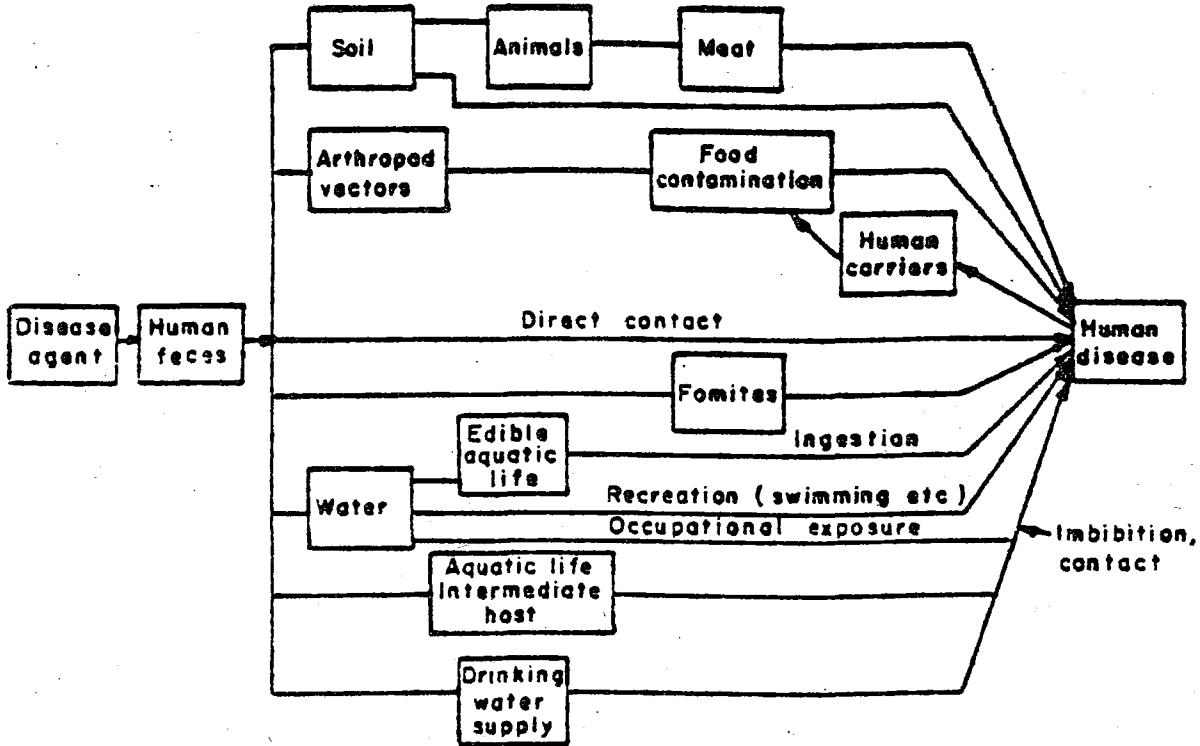 Soil
Animals
Meat
Arthropod
vectors
Food
contamination
Human
carriers
Disease
agent
Human
feces
Direct contact
Human
disease
Fomites
Edible
aquatic
life
Ingestion
Water
Recreation (swimming etc)
Occupational exposure
Imbibition,
contact
Aquatic life
Intermediate
host
Drinking
water
supply